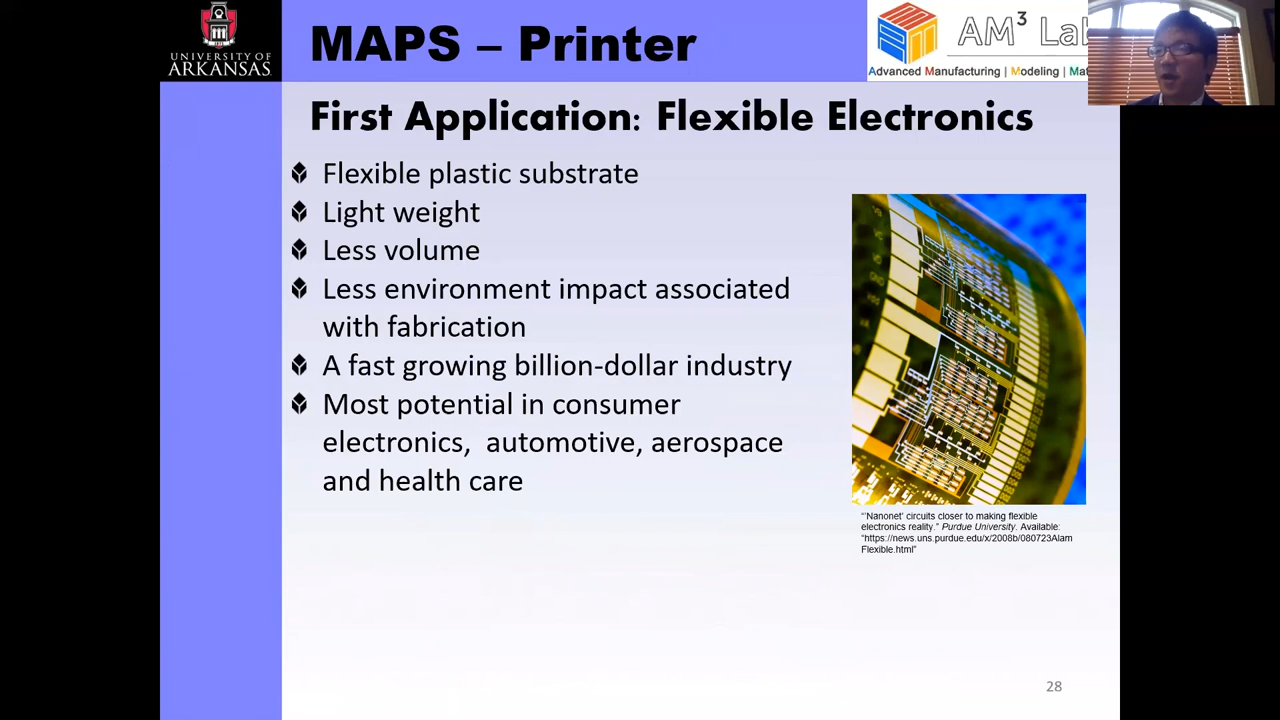 UNIVERSITY OF
ARKANSAS
MAPS – Printer
AM³ Lab
Advanced Manufacturing | Modeling |
First Application: Flexible Electronics
Flexible plastic substrate
Light weight
Less volume
Less environment impact associated
with fabrication
A fast growing billion-dollar industry
Most potential in consumer
electronics,  automotive, aerospace
and health care
“'Nanonet' circuits closer to making flexible
electronics reality.” Purdue University. Available:
“https://news.uns.purdue.edu/x/2008b/080723Alam
Flexible.html”
28